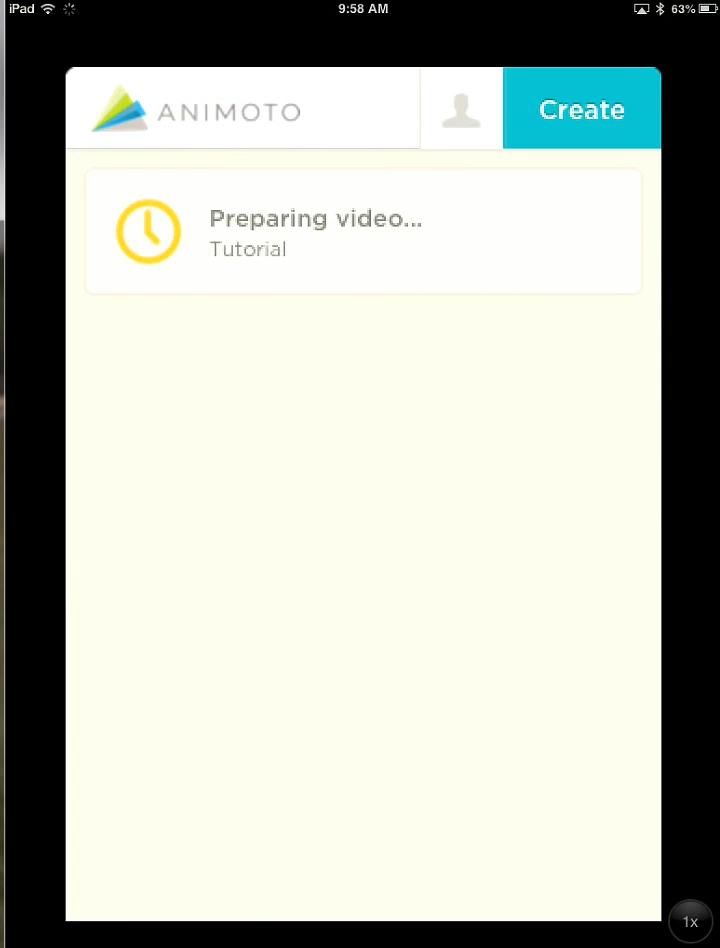 iPad 9:58 AM 63%
ANIMOTO Create
Preparing video...
Tutorial
1x